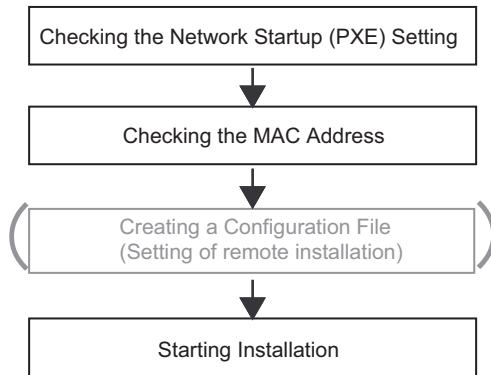 Checking the Network Startup (PXE) Setting
Checking the MAC Address
Creating a Configuration File
(Setting of remote installation)
Starting Installation